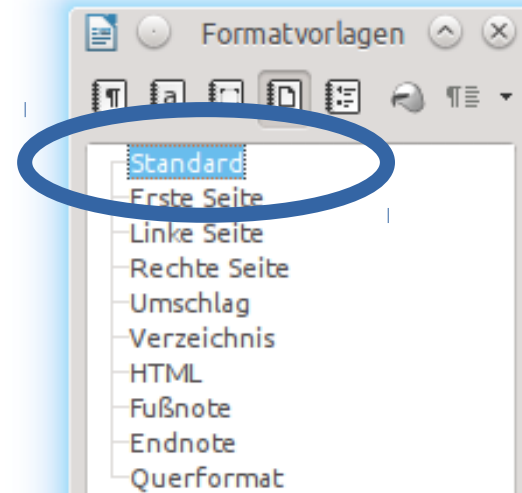 Formatvorlagen
Standard
Erste Seite
Linke Seite
Rechte Seite
Umschlag
Verzeichnis
HTML
Fußnote
Endnote
Querformat